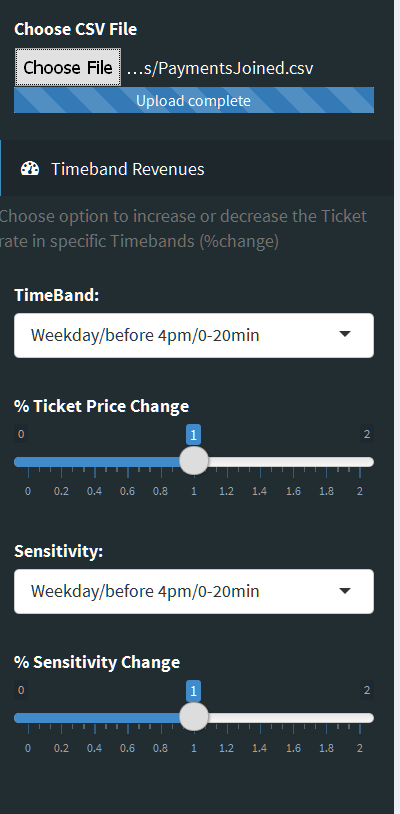 Choose CSV File
Choose File …s/PaymentsJoined.csv
Upload complete
Timeband Revenues
Choose option to increase or decrease the Ticket
rate in specific Timebands (%change)
TimeBand:
Weekday/before 4pm/0-20min
% Ticket Price Change
0 1 2
0 0.2 0.4 0.6 0.8 1 1.2 1.4 1.6 1.8 2
Sensitivity:
Weekday/before 4pm/0-20min
% Sensitivity Change
0 1 2
0 0.2 0.4 0.6 0.8 1 1.2 1.4 1.6 1.8 2